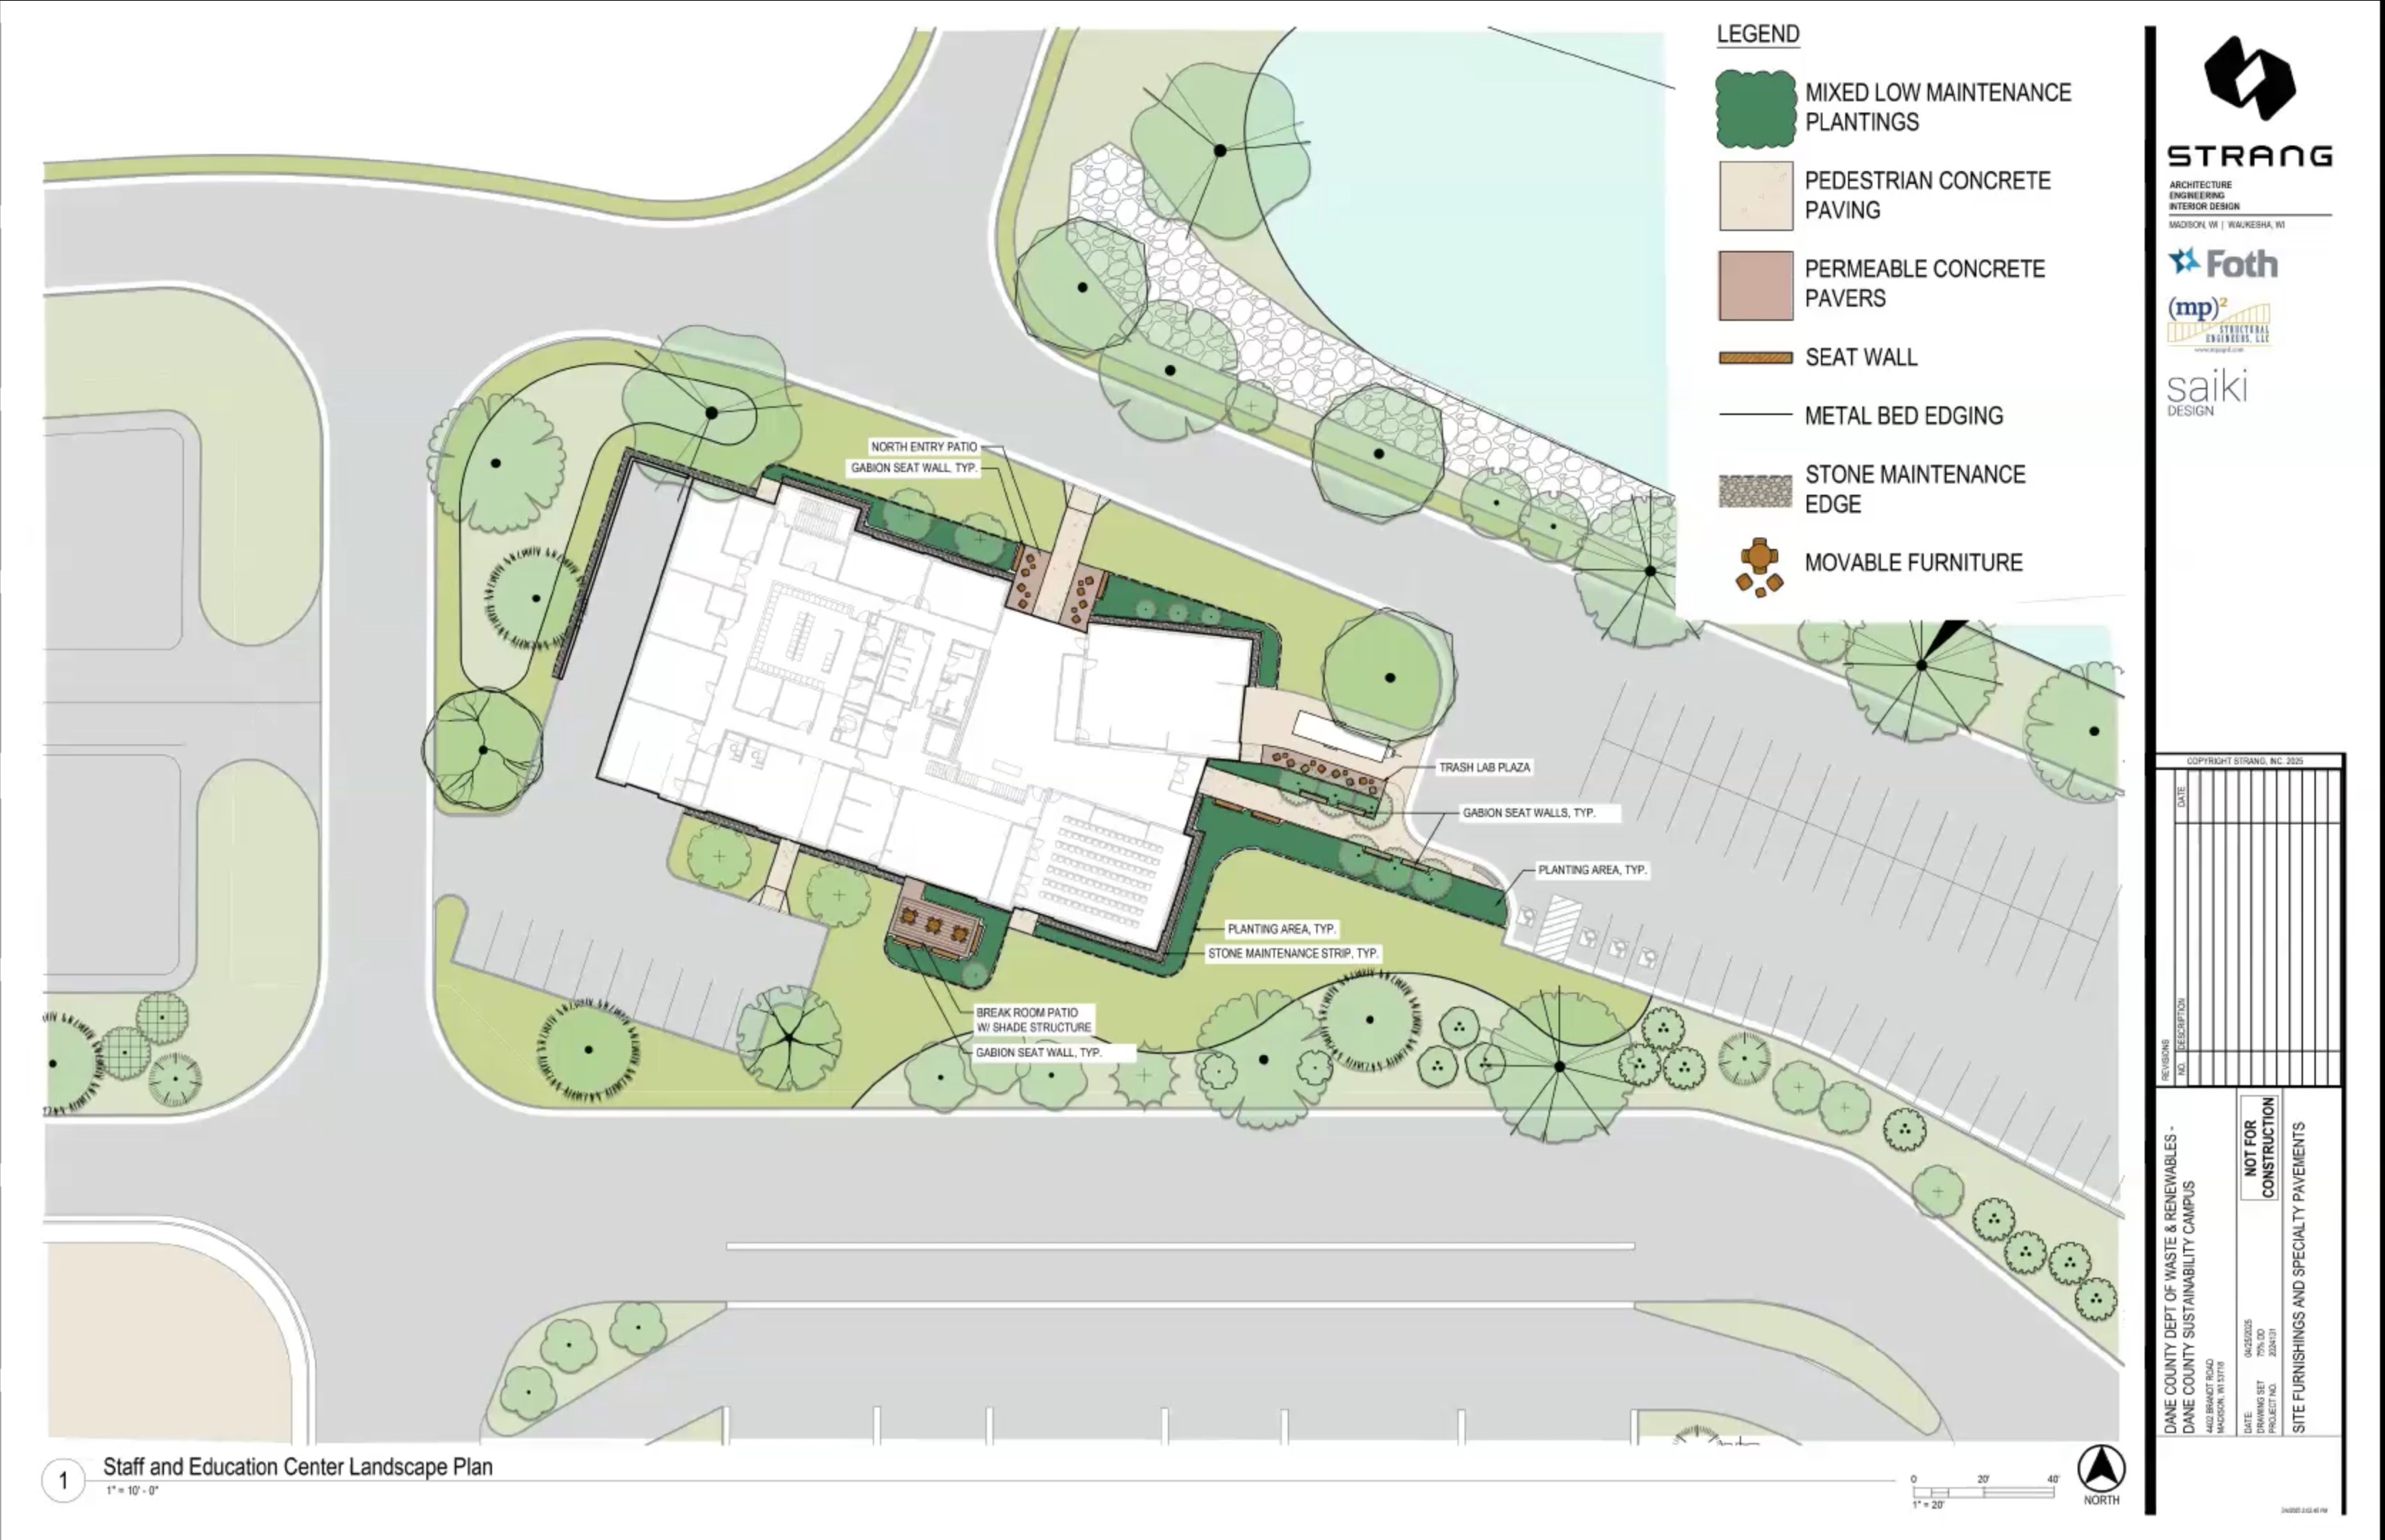 LEGEND
MIXED LOW MAINTENANCE
PLANTINGS
PEDESTRIAN CONCRETE
PAVING
PERMEABLE CONCRETE
PAVERS
SEAT WALL
METAL BED EDGING
STONE MAINTENANCE
EDGE
MOVABLE FURNITURE
NORTH ENTRY PATIO
GABION SEAT WALL, TYP.
TRASH LAB PLAZA
GABION SEAT WALLS, TYP.
PLANTING AREA, TYP.
PLANTING AREA, TYP.
STONE MAINTENANCE STRIP, TYP.
BREAK ROOM PATIO
W/ SHADE STRUCTURE
GABION SEAT WALL, TYP.
1
Staff and Education Center Landscape Plan
1" = 10' - 0"
0 20' 40'
1" = 20'
NORTH
STRANG
ARCHITECTURE
ENGINEERING
INTERIOR DESIGN
MADISON, WI | WAUKESHA, WI
Foth
(mp)²
STRUCTURAL
ENGINEERS, LLC
saiki
DESIGN
COPYRIGHT STRANG, INC. 2025
REVISIONS
NO. DESCRIPTION DATE
DANE COUNTY DEPT OF WASTE & RENEWABLES -
DANE COUNTY SUSTAINABILITY CAMPUS
4402 BRANDT ROAD
MADISON, WI 53718
NOT FOR
CONSTRUCTION
DATE: 04/25/2025
DRAWING SET 75% DD
PROJECT NO. 2024131
SITE FURNISHINGS AND SPECIALTY PAVEMENTS